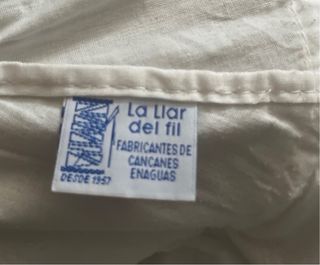 La Llar
del fil
FABRICANTES DE
CANCANES
ENAGUAS
DESDE 1957